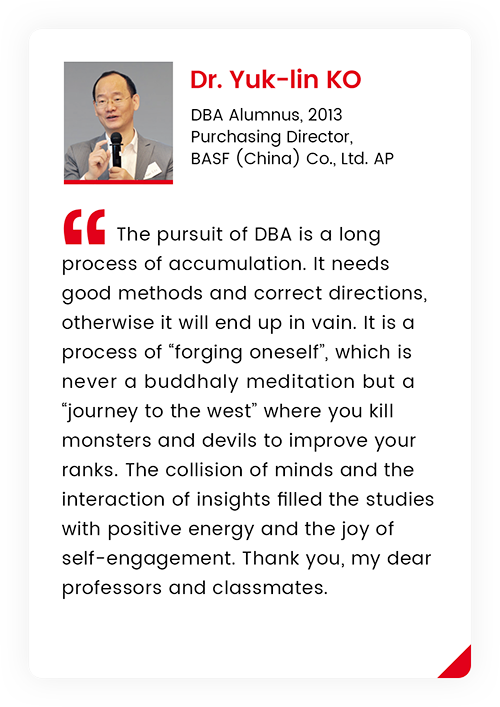 Dr. Yuk-lin KO
DBA Alumnus, 2013
Purchasing Director,
BASF (China) Co., Ltd. AP
“ The pursuit of DBA is a long
process of accumulation. It needs
good methods and correct directions,
otherwise it will end up in vain. It is a
process of “forging oneself”, which is
never a buddhaly meditation but a
“journey to the west” where you kill
monsters and devils to improve your
ranks. The collision of minds and the
interaction of insights filled the studies
with positive energy and the joy of
self-engagement. Thank you, my dear
professors and classmates.